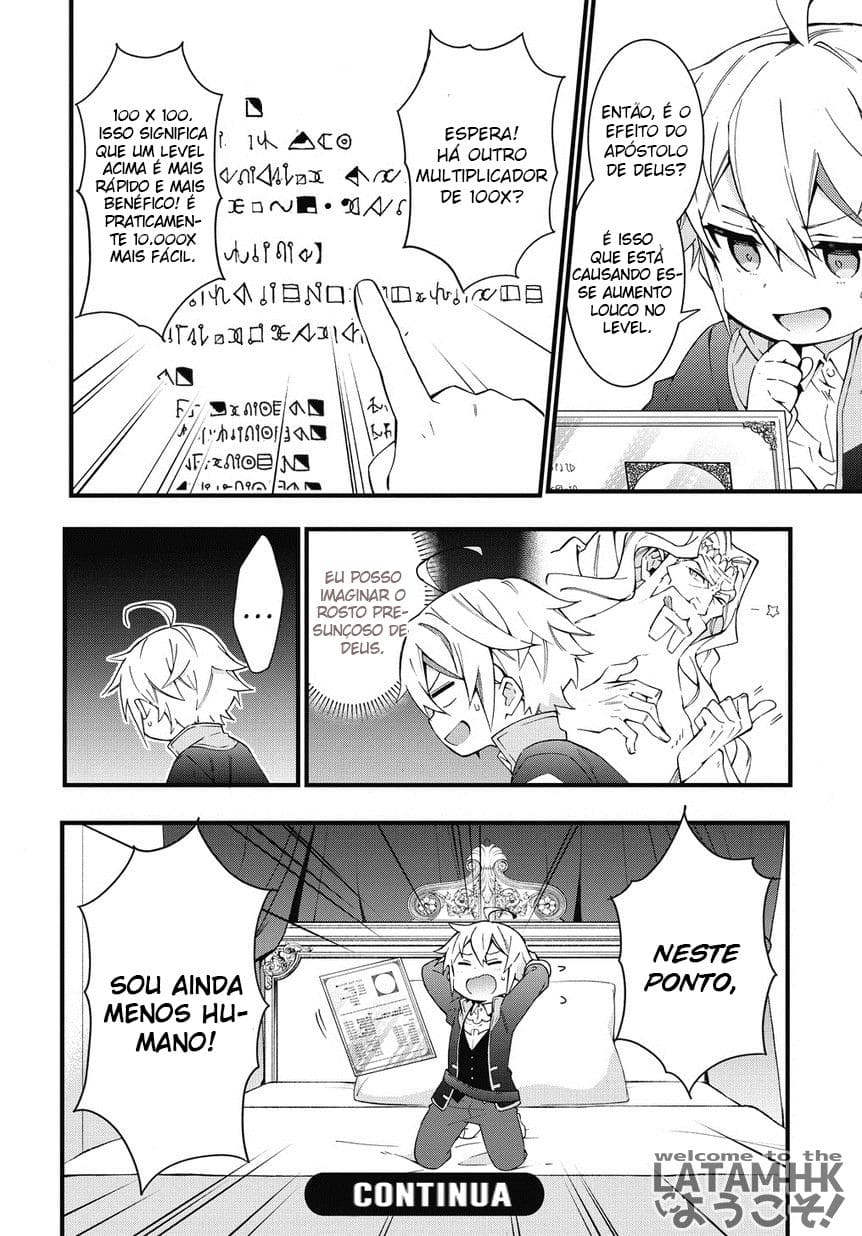 ENTÃO, É O
EFEITO DO
APÓSTOLO
DE DEUS?
É ISSO
QUE ESTÁ
CAUSANDO ES-
SE AUMENTO
LOUCO NO
LEVEL.
ESPERA!
HÁ OUTRO
MULTIPLICADOR
DE 100X?
100 X 100.
ISSO SIGNIFICA
QUE UM LEVEL
ACIMA É MAIS
RÁPIDO E MAIS
BENÉFICO! É
PRATICAMEN-
TE 10.000X
MAIS FÁCIL.
EU POSSO
IMAGINAR O
ROSTO PRE-
SUNÇOSO DE
DEUS.
...
NESTE
PONTO,
SOU AINDA
MENOS HU-
MANO!
CONTINUA
welcome to the
LATAMHK
ようこそ!